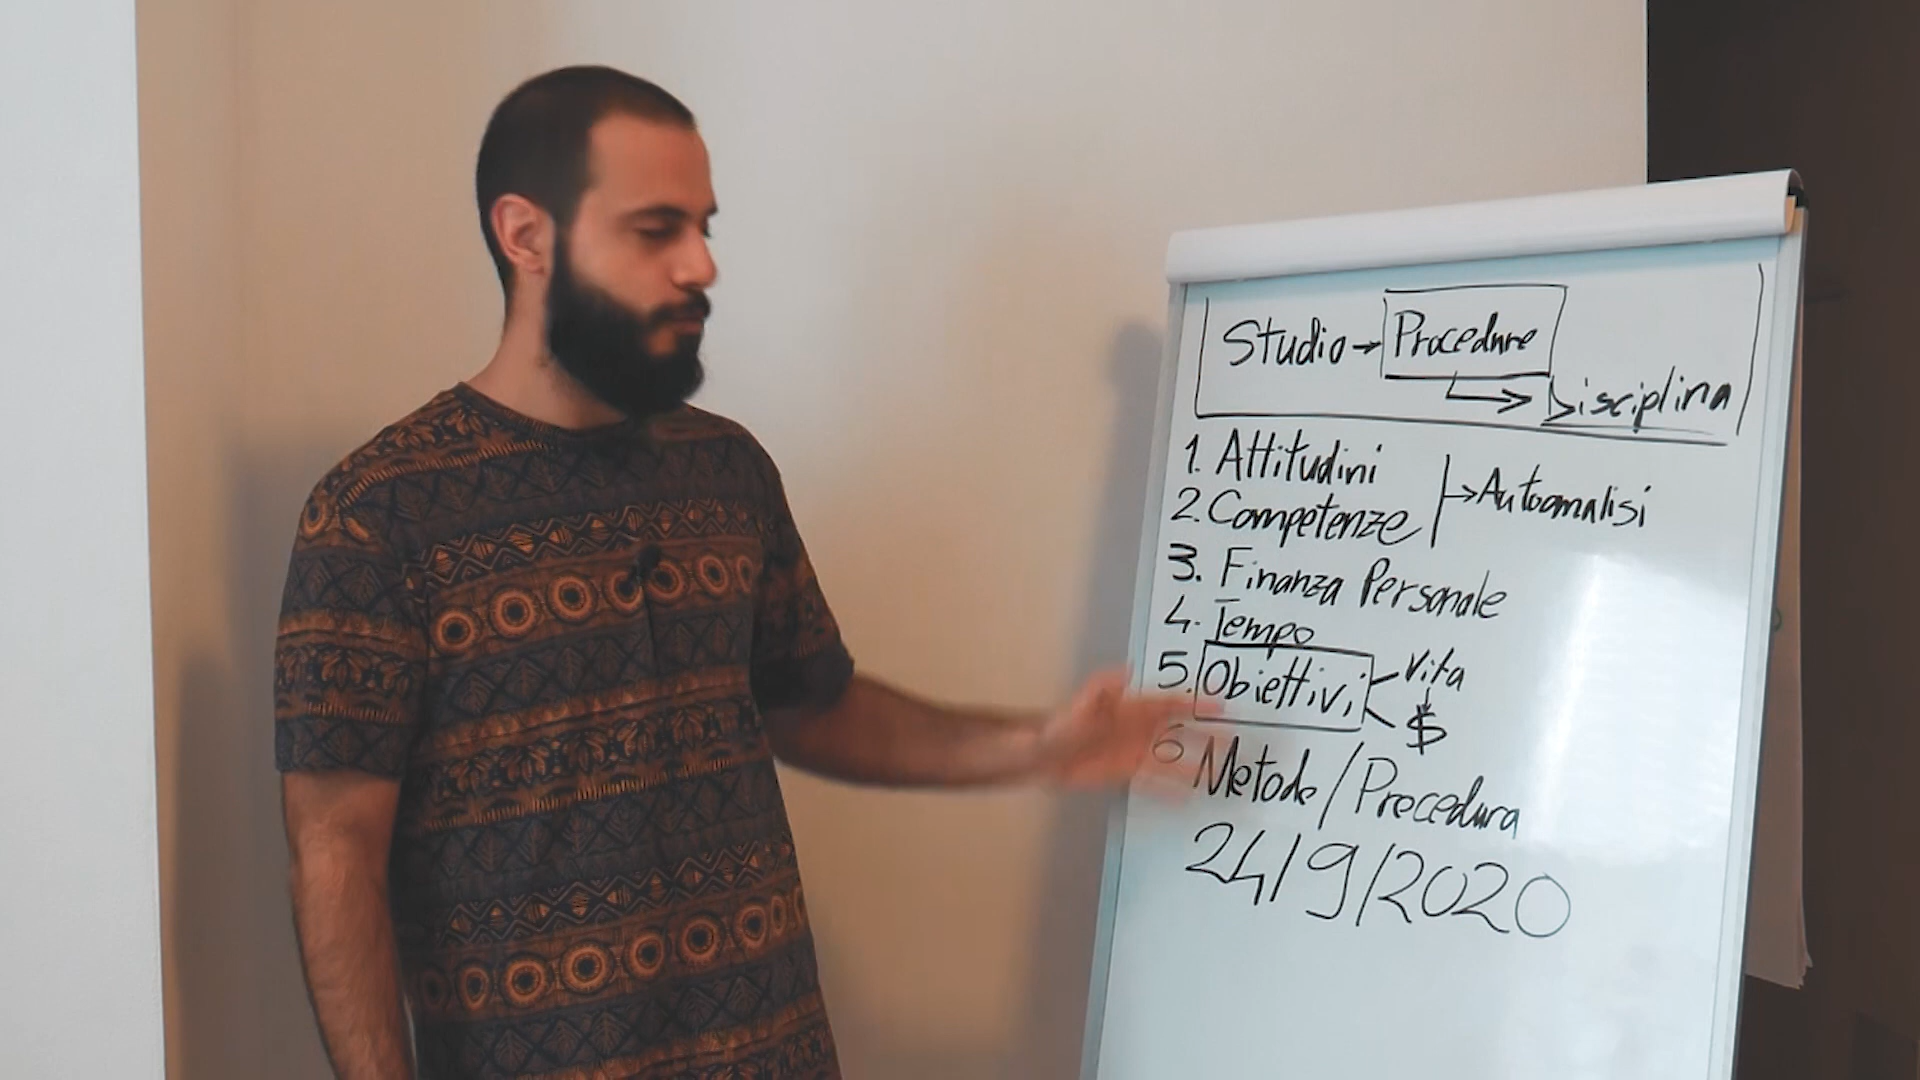 Studio → Procedure
→ Disciplina
1. Attitudini
2. Competenze
→ Autoanalisi
3. Finanza Personale
4. Tempo
5. Obiettivi
Vita
$
6 Metodo / Procedura
24/9/2020